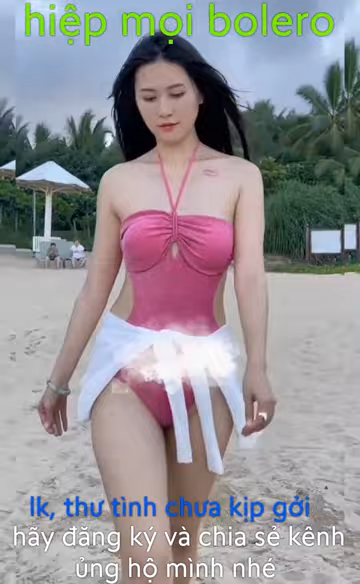 hiệp mọi bolero
lk, thư tình chưa kịp gởi
hãy đăng ký và chia sẻ kênh
ủng hộ mình nhé